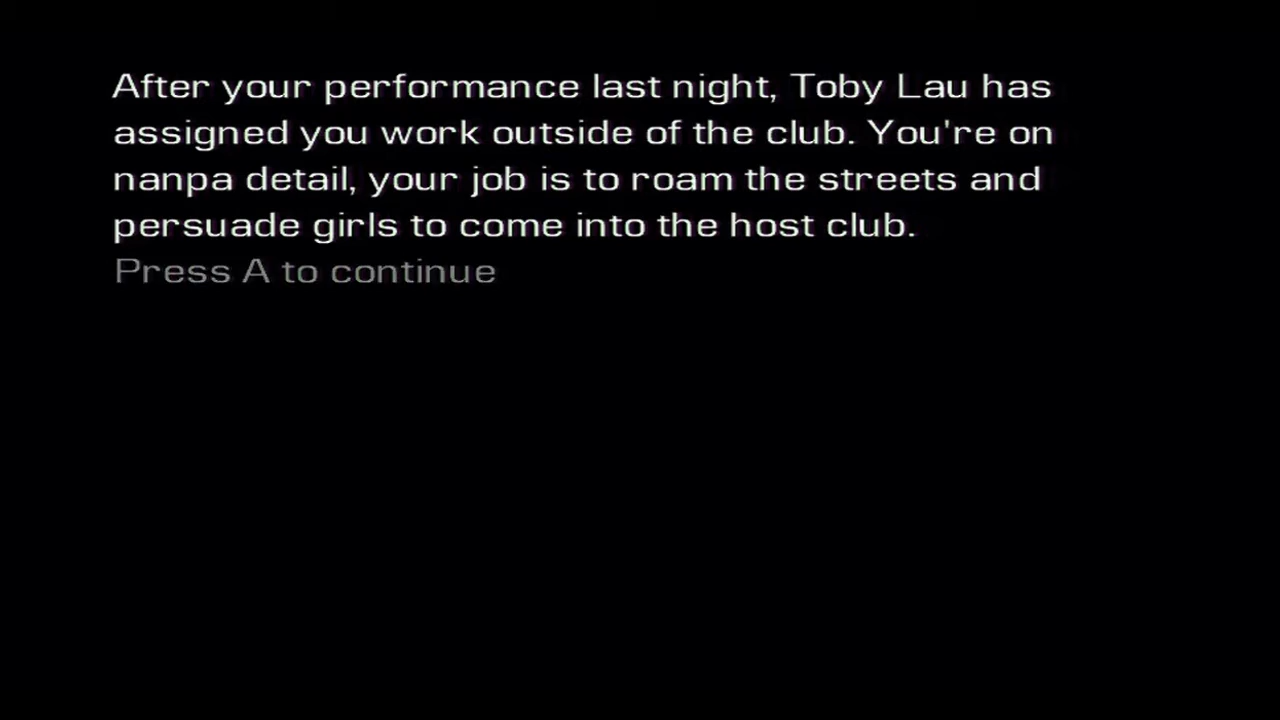 After your performance last night, Toby Lau has
assigned you work outside of the club. You're on
nanpa detail, your job is to roam the streets and
persuade girls to come into the host club.
Press A to continue